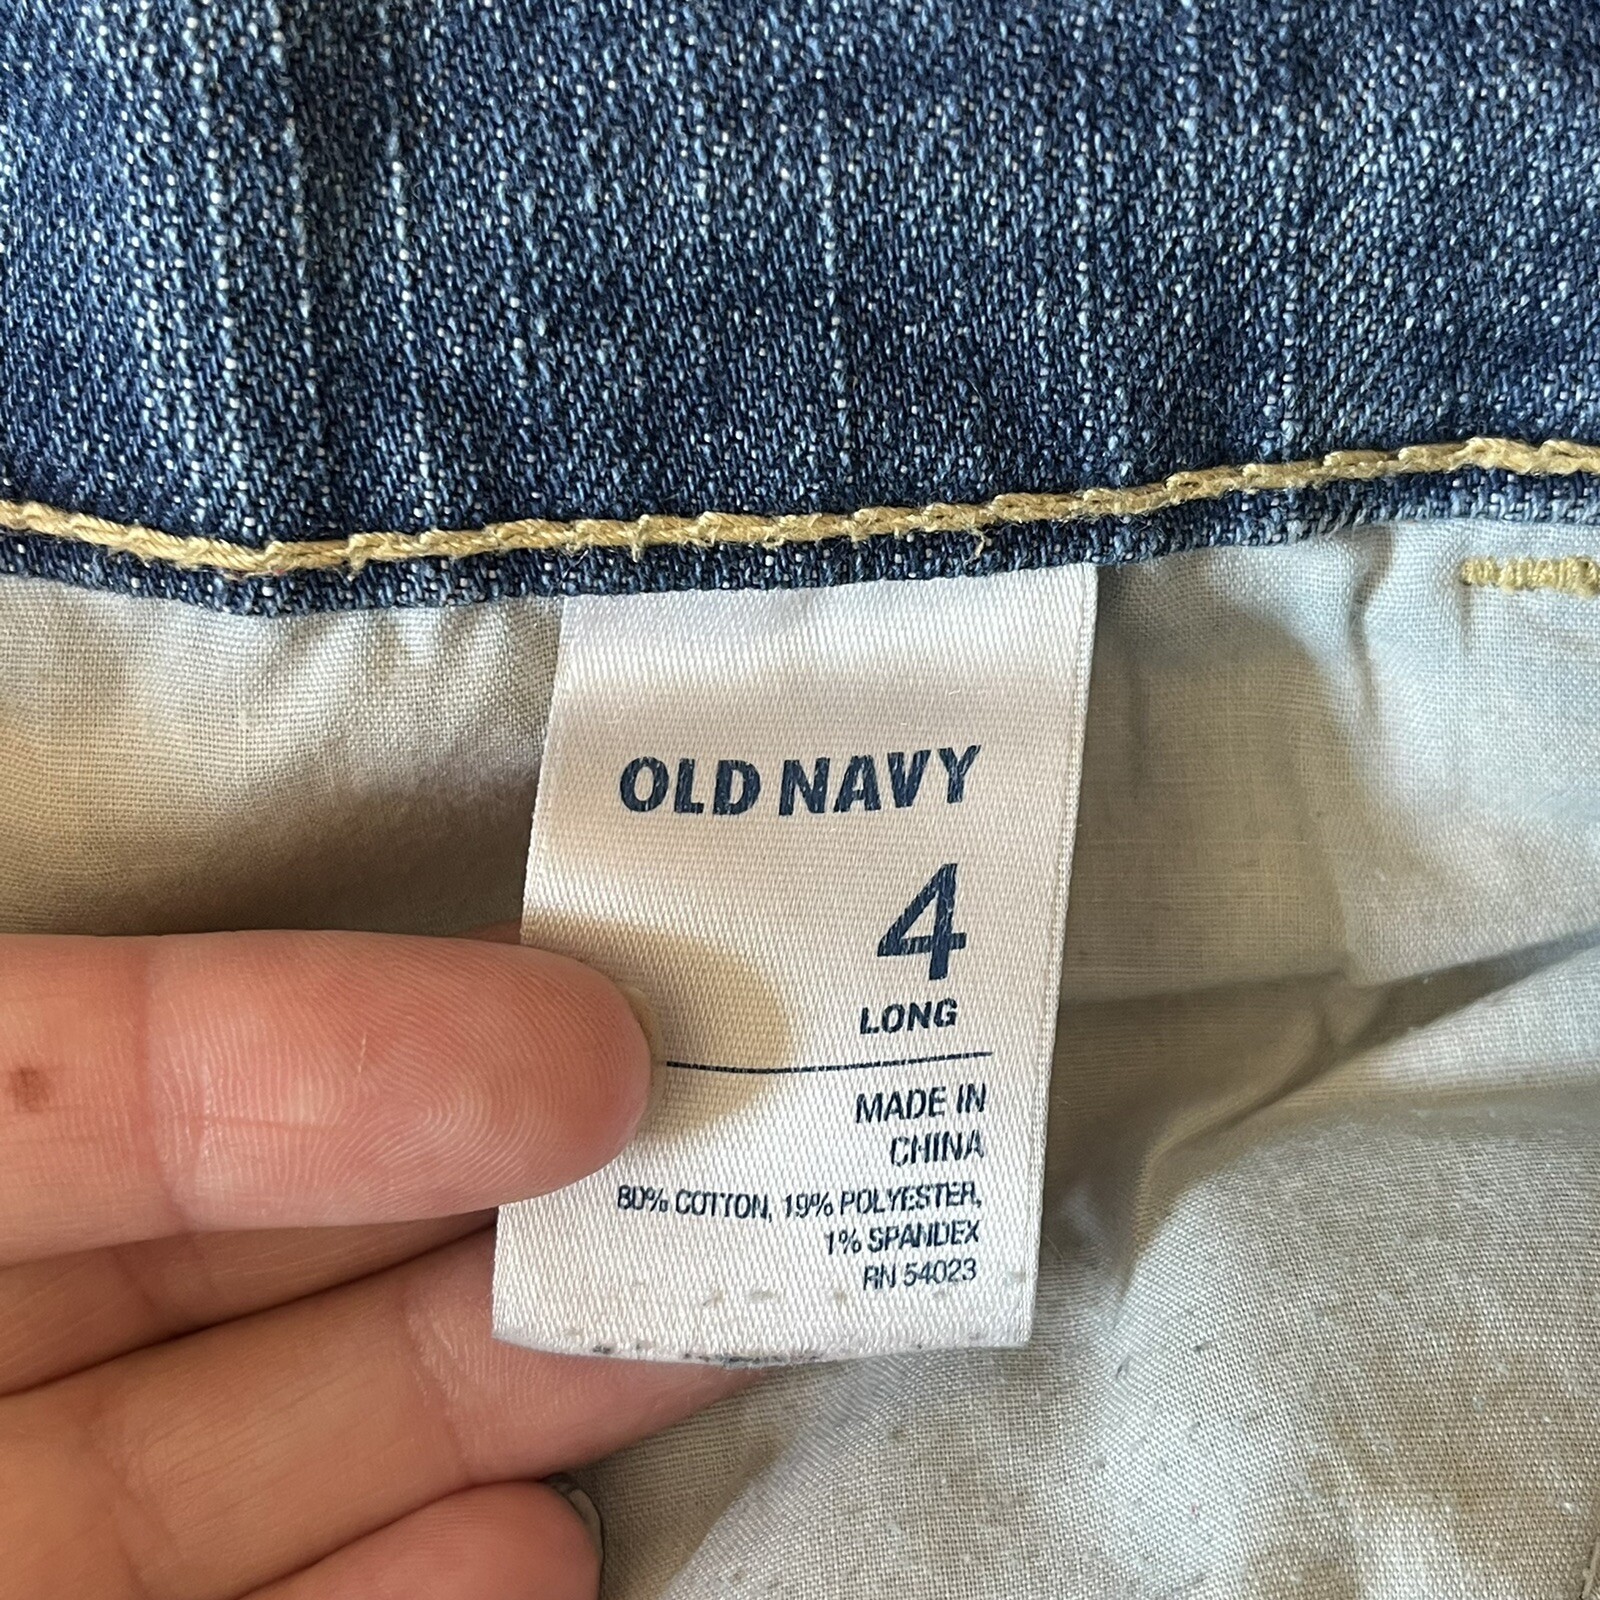 OLD NAVY
4
LONG
MADE IN
CHINA
80% COTTON, 19% POLYESTER,
1% SPANDEX
RN 54023